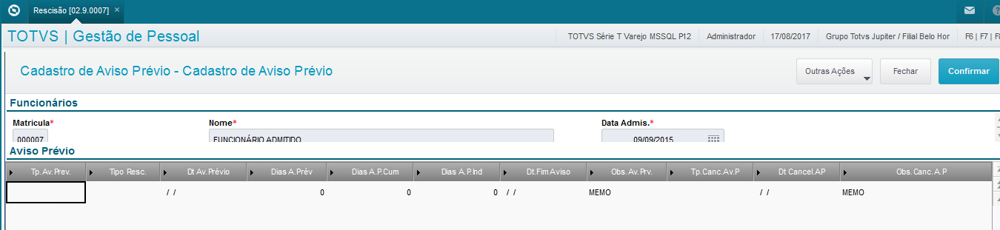 Rescisão [02.9.0007] ×
TOTVS | Gestão de Pessoal TOTVS Série T Varejo MSSQL P12 Administrador 17/08/2017 Grupo Totvs Jupiter / Filial Belo Hor F6 | F7 |
Cadastro de Aviso Prévio - Cadastro de Aviso Prévio Outras Ações Fechar Confirmar
Funcionários
Matricula* Nome* Data Admis.*
000007 FUNCIONÁRIO ADMITIDO 09/09/2015
Aviso Prévio
Tp.Av.Prev. Tipo Resc. Dt Av.Prévio Dias A.Prév Dias A.P.Cum Dias A.P.Ind Dt.Fim Aviso Obs.Av.Prv. Tp.Canc.Av.P Dt Cancel.AP Obs.Canc.A.P
/ / 0 0 0 / / MEMO / / MEMO